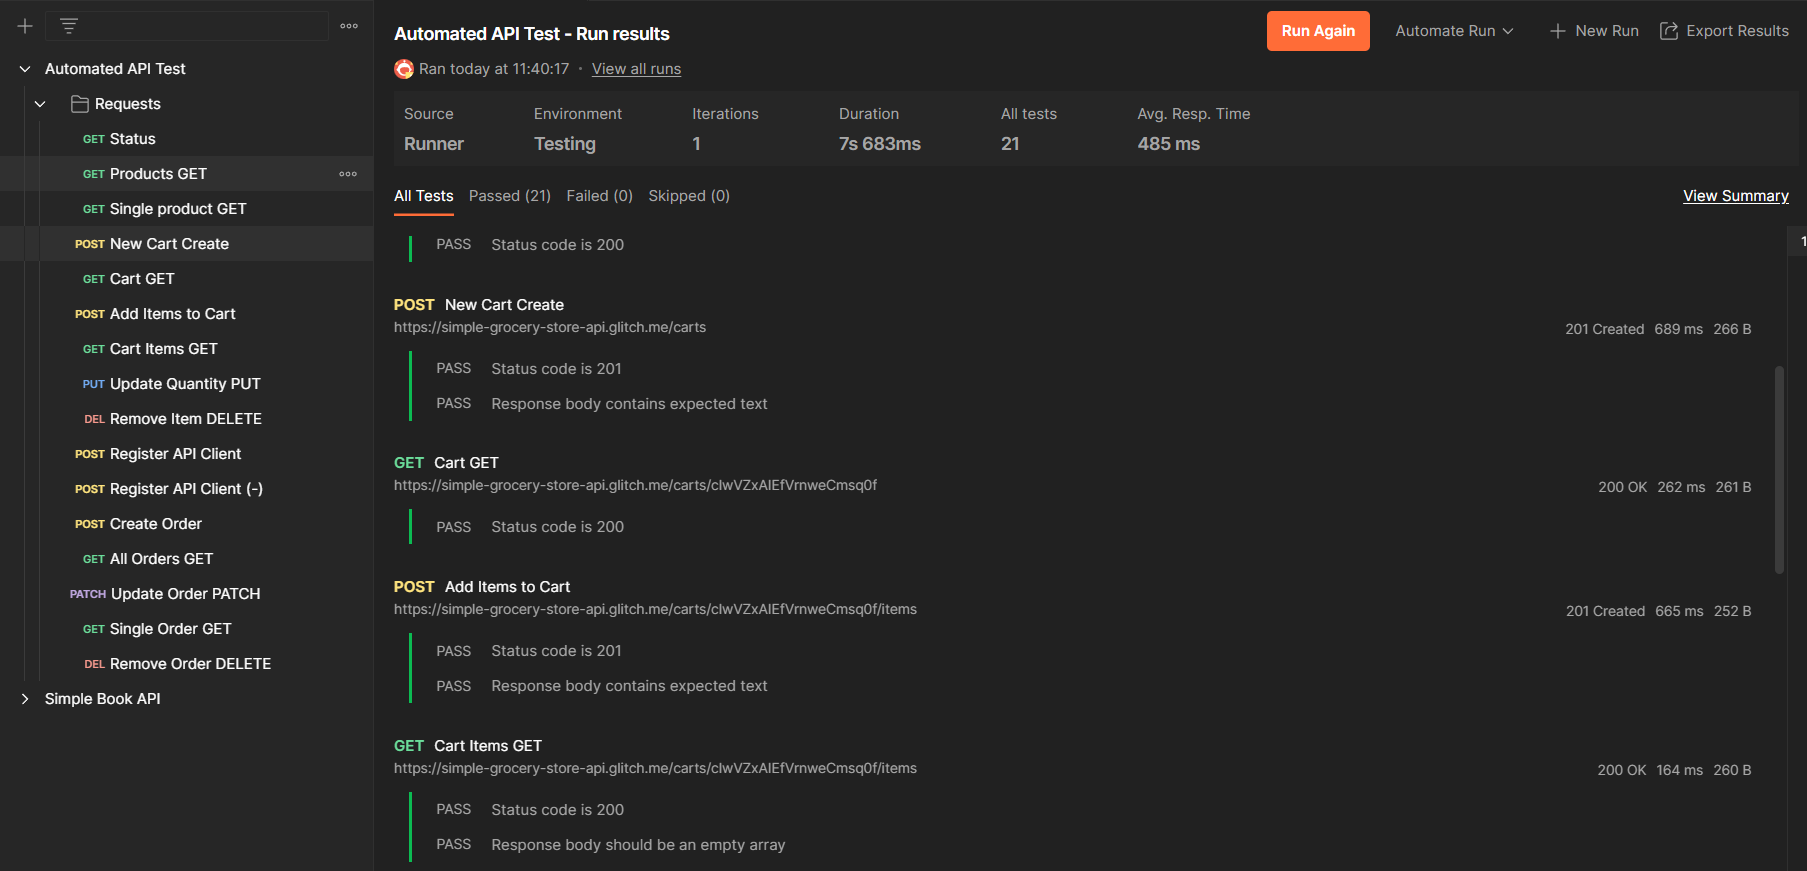 Automated API Test
Requests
GET Status
GET Products GET
GET Single product GET
POST New Cart Create
GET Cart GET
POST Add Items to Cart
GET Cart Items GET
PUT Update Quantity PUT
DEL Remove Item DELETE
POST Register API Client
POST Register API Client (-)
POST Create Order
GET All Orders GET
PATCH Update Order PATCH
GET Single Order GET
DEL Remove Order DELETE
Simple Book API
Automated API Test - Run results
Run Again
Automate Run
New Run
Export Results
Ran today at 11:40:17 · View all runs
Source Environment Iterations Duration All tests Avg. Resp. Time
Runner Testing 1 7s 683ms 21 485 ms
All Tests Passed (21) Failed (0) Skipped (0) View Summary
PASS Status code is 200
1
POST New Cart Create
https://simple-grocery-store-api.glitch.me/carts
201 Created 689 ms 266 B
PASS Status code is 201
PASS Response body contains expected text
GET Cart GET
https://simple-grocery-store-api.glitch.me/carts/clwVZxAIEfVrnweCmsq0f
200 OK 262 ms 261 B
PASS Status code is 200
POST Add Items to Cart
https://simple-grocery-store-api.glitch.me/carts/clwVZxAIEfVrnweCmsq0f/items
201 Created 665 ms 252 B
PASS Status code is 201
PASS Response body contains expected text
GET Cart Items GET
https://simple-grocery-store-api.glitch.me/carts/clwVZxAIEfVrnweCmsq0f/items
200 OK 164 ms 260 B
PASS Status code is 200
PASS Response body should be an empty array